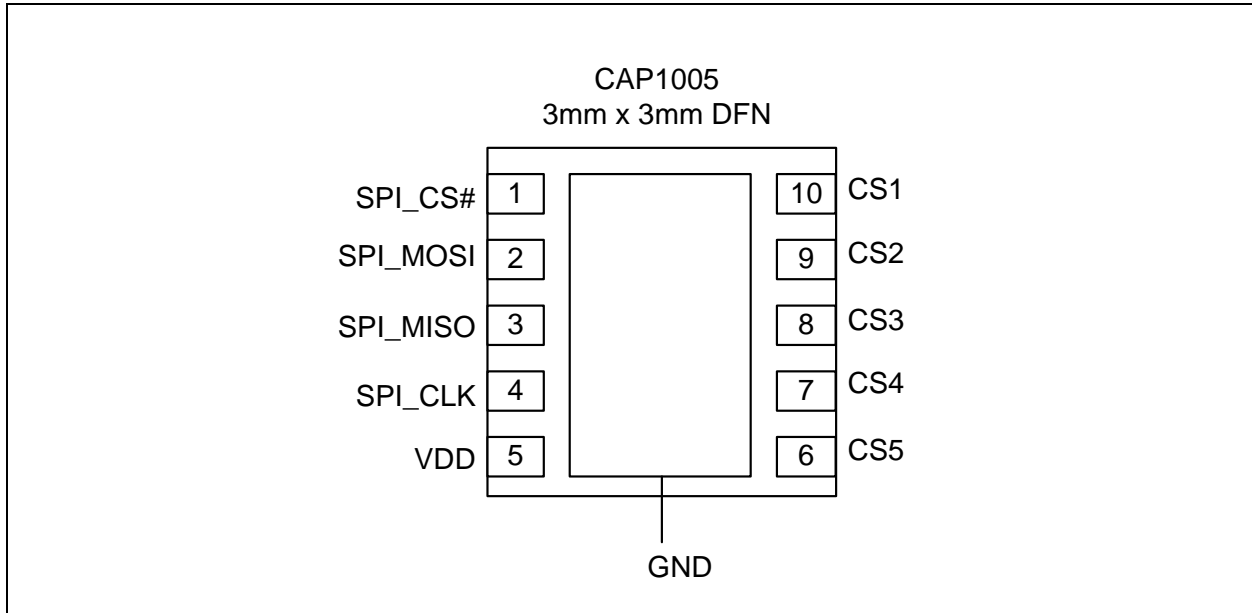 CAP1005
3mm x 3mm DFN
SPI_CS# 1 10 CS1
SPI_MOSI 2 9 CS2
SPI_MISO 3 8 CS3
SPI_CLK 4 7 CS4
VDD 5 6 CS5
GND